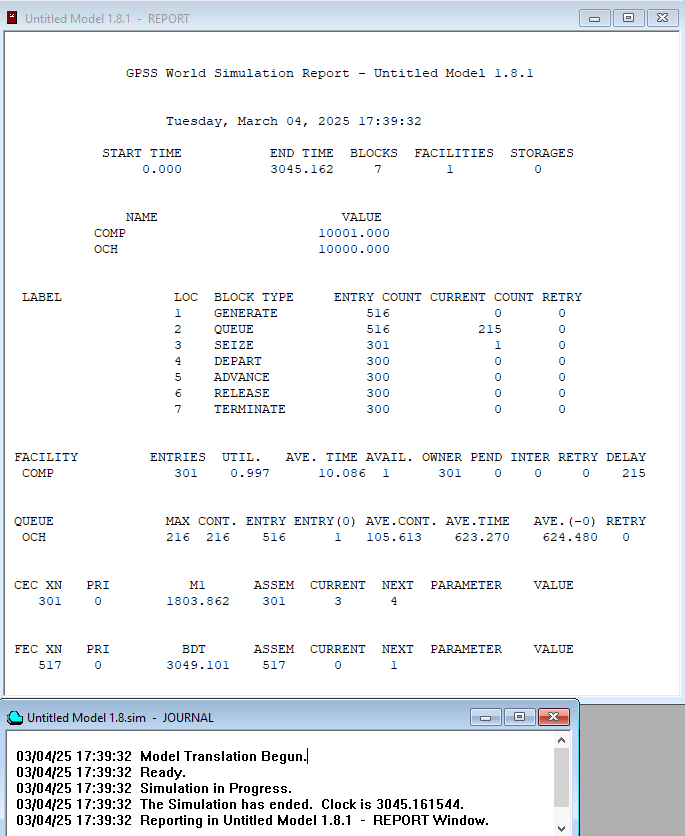 Untitled Model 1.8.1 - REPORT
GPSS World Simulation Report - Untitled Model 1.8.1
Tuesday, March 04, 2025 17:39:32
START TIME END TIME BLOCKS FACILITIES STORAGES
0.000 3045.162 7 1 0
NAME VALUE
COMP 10001.000
OCH 10000.000
LABEL LOC BLOCK TYPE ENTRY COUNT CURRENT COUNT RETRY
1 GENERATE 516 0 0
2 QUEUE 516 215 0
3 SEIZE 301 1 0
4 DEPART 300 0 0
5 ADVANCE 300 0 0
6 RELEASE 300 0 0
7 TERMINATE 300 0 0
FACILITY ENTRIES UTIL. AVE. TIME AVAIL. OWNER PEND INTER RETRY DELAY
COMP 301 0.997 10.086 1 301 0 0 0 215
QUEUE MAX CONT. ENTRY ENTRY(0) AVE.CONT. AVE.TIME AVE.(-0) RETRY
OCH 216 216 516 1 105.613 623.270 624.480 0
CEC XN PRI M1 ASSEM CURRENT NEXT PARAMETER VALUE
301 0 1803.862 301 3 4
FEC XN PRI BDT ASSEM CURRENT NEXT PARAMETER VALUE
517 0 3049.101 517 0 1
Untitled Model 1.8.sim - JOURNAL
03/04/25 17:39:32 Model Translation Begun.
03/04/25 17:39:32 Ready.
03/04/25 17:39:32 Simulation in Progress.
03/04/25 17:39:32 The Simulation has ended. Clock is 3045.161544.
03/04/25 17:39:32 Reporting in Untitled Model 1.8.1 - REPORT Window.